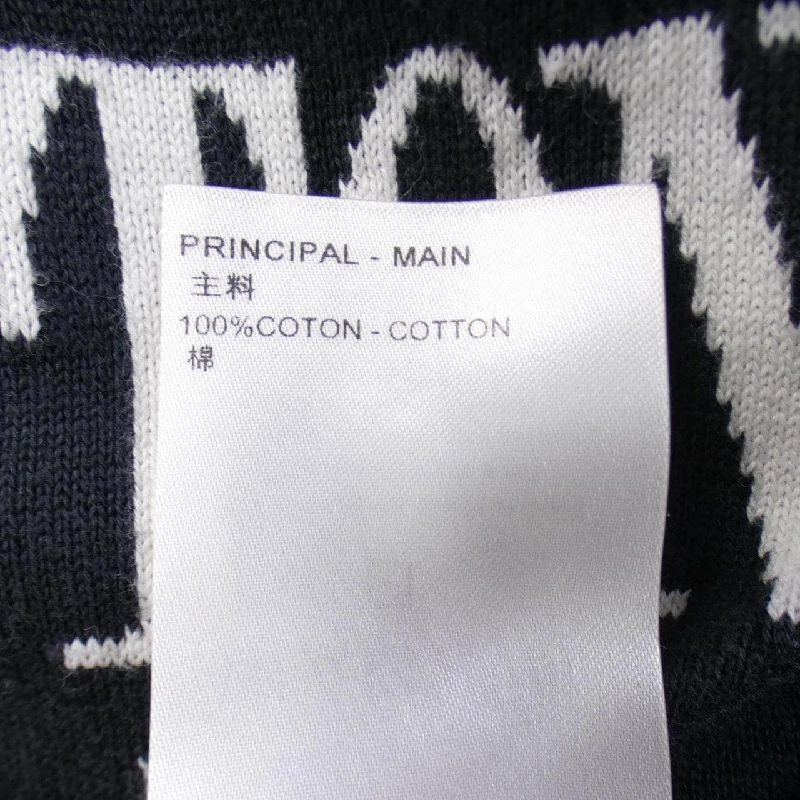 PRINCIPAL - MAIN
主料
100%COTON - COTTON
棉